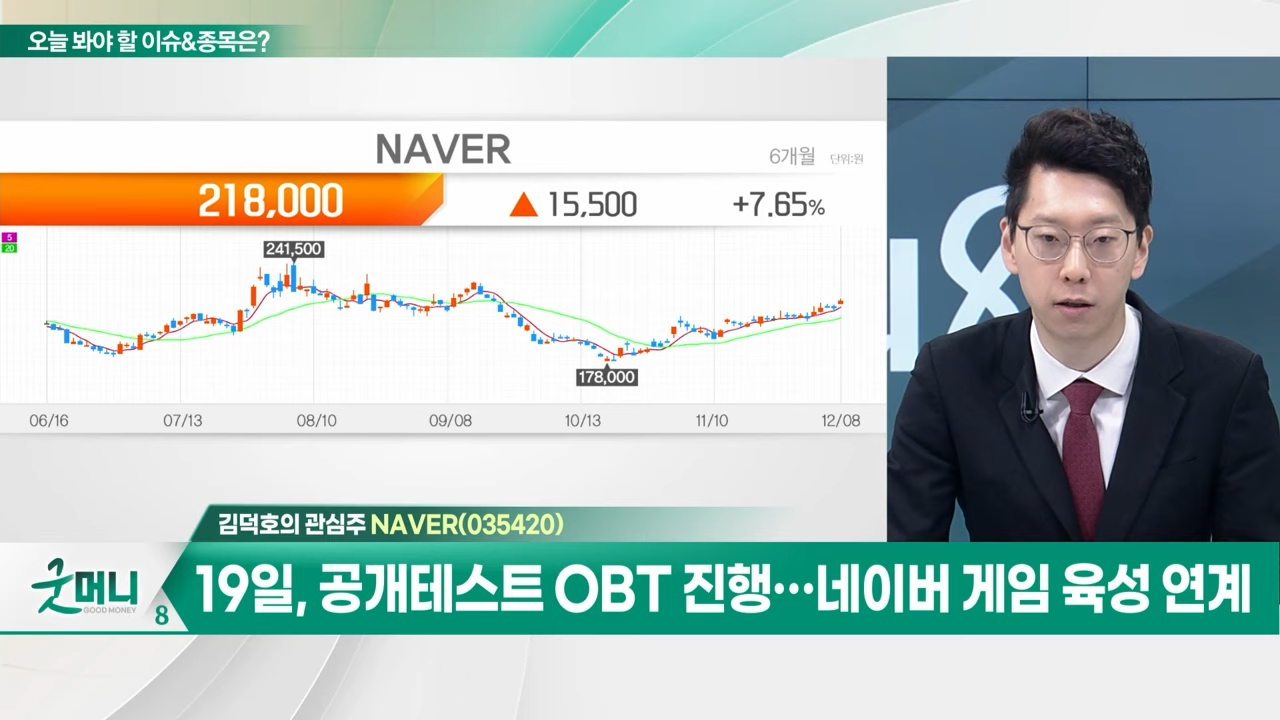 오늘 봐야 할 이슈&종목은?
NAVER
6개월 단위:원
218,000 ▲ 15,500 +7.65%
5
20
241,500
178,000
06/16 07/13 08/10 09/08 10/13 11/10 12/08
김덕호의 관심주 NAVER(035420)
굿머니
GOOD MONEY
8
19일, 공개테스트 OBT 진행…네이버 게임 육성 연계